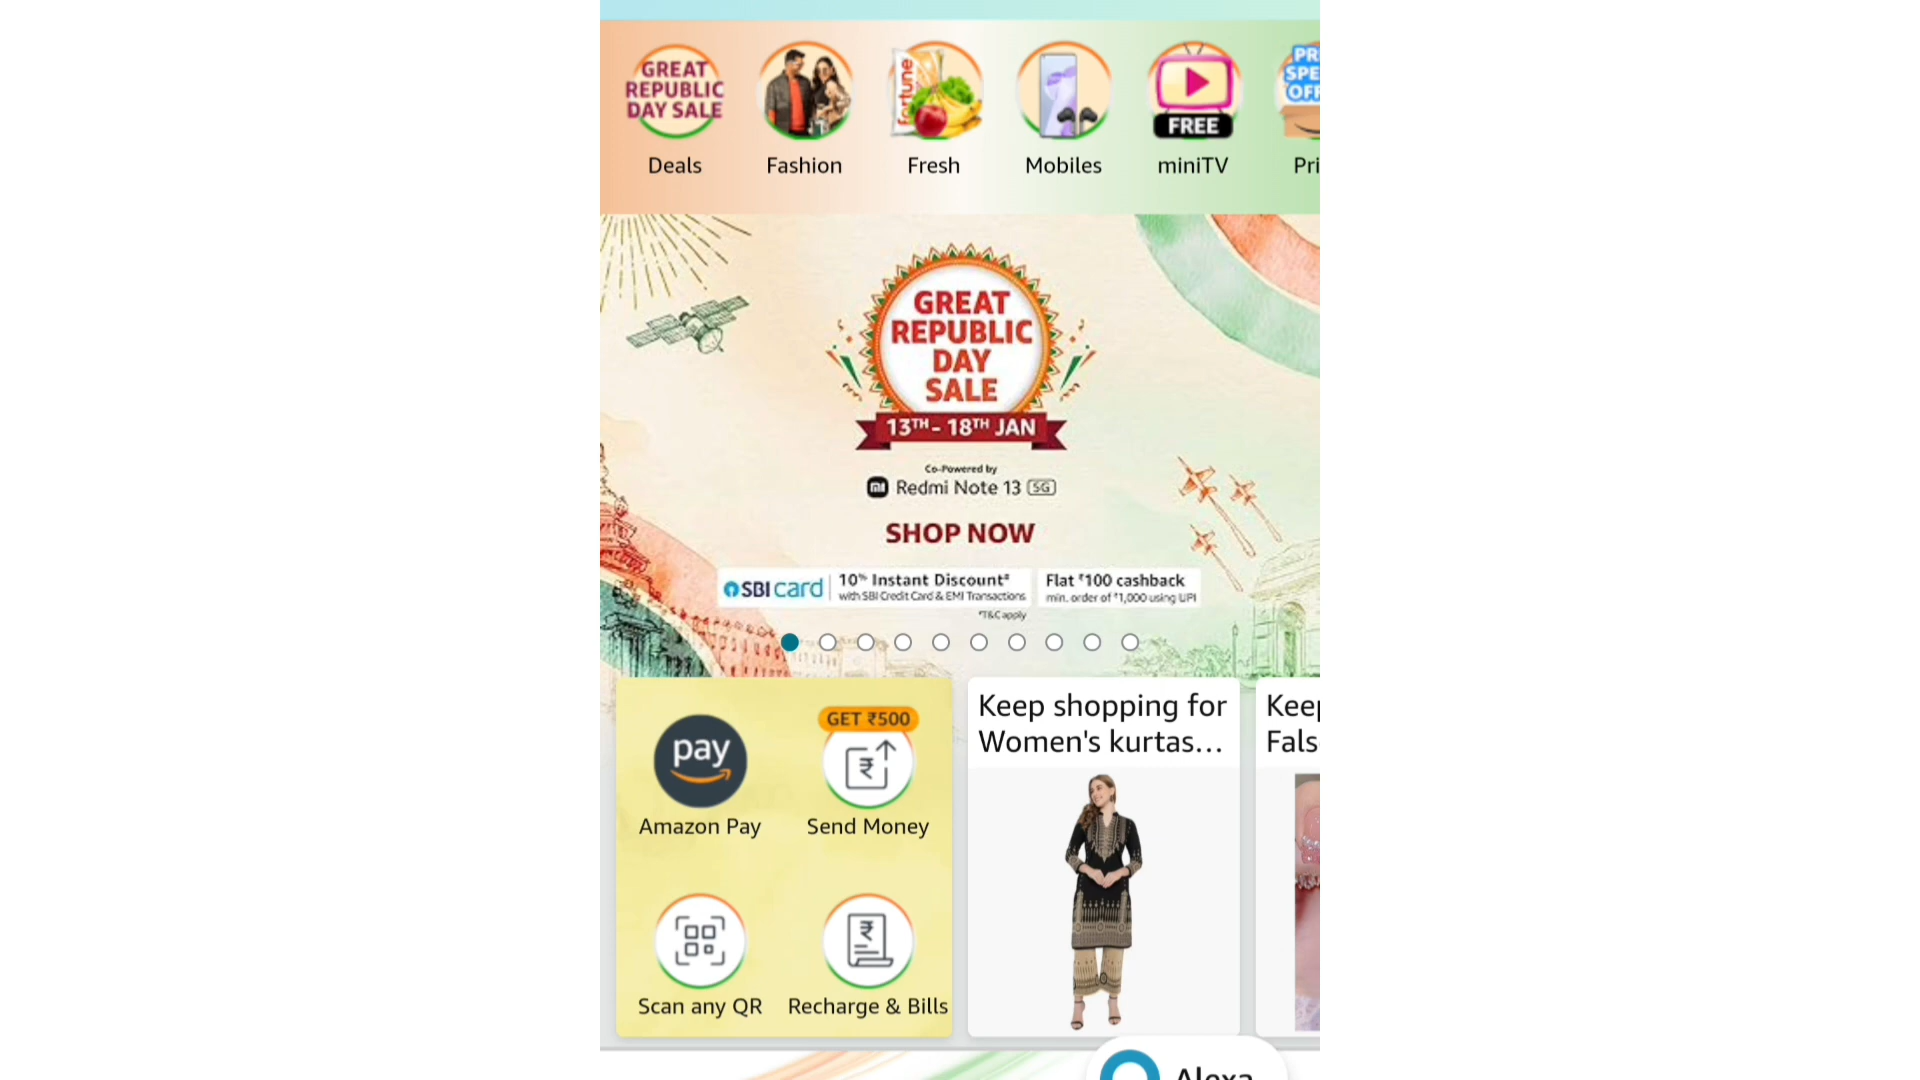 GREAT
REPUBLIC
DAY SALE
fortune
FREE
Deals
Fashion
Fresh
Mobiles
miniTV
GREAT
REPUBLIC
DAY
SALE
13TH - 18TH JAN
Co-Powered by
Redmi Note 13 5G
SHOP NOW
SBI card
10% Instant Discount*
with SBI Credit Card & EMI Transactions
Flat ₹100 cashback
min. order of ₹1,000 using UPI
*T&C apply
pay
GET ₹500
Amazon Pay
Send Money
Scan any QR
Recharge & Bills
Keep shopping for
Women's kurtas...
Alexa